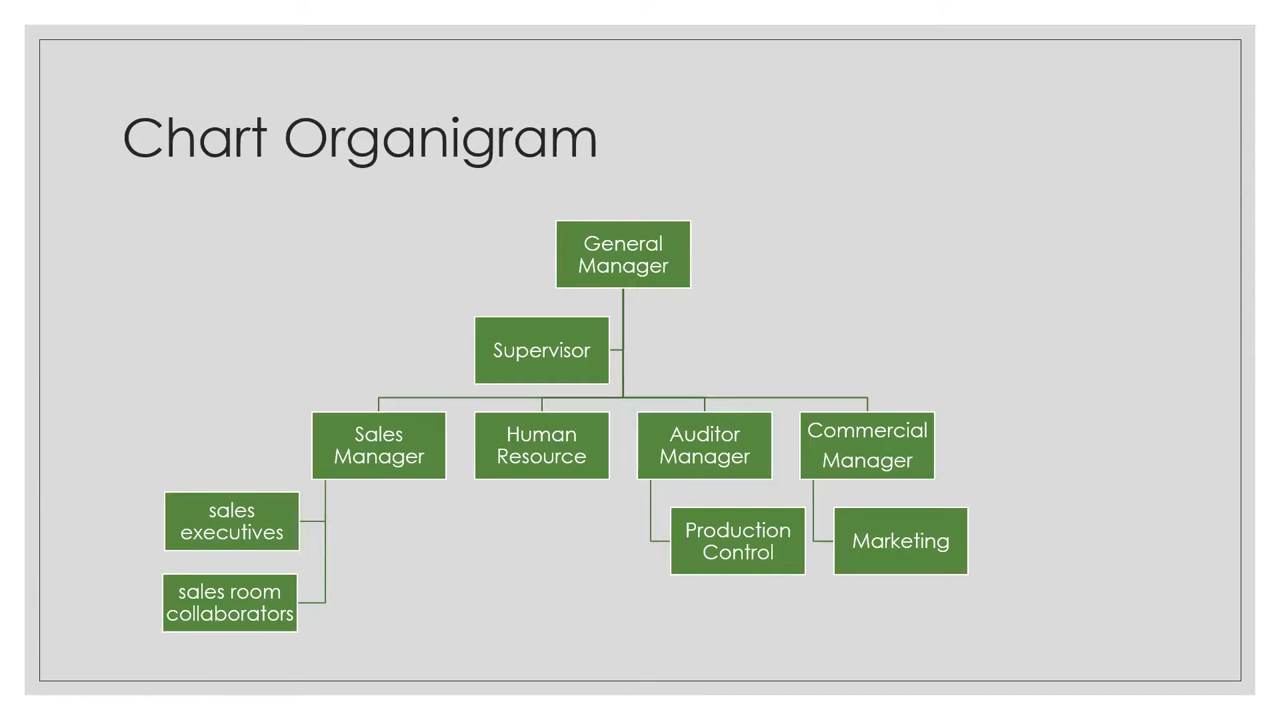 Chart Organigram
General
Manager
Supervisor
Sales
Manager
Human
Resource
Auditor
Manager
Commercial
Manager
sales
executives
Production
Control
Marketing
sales room
collaborators